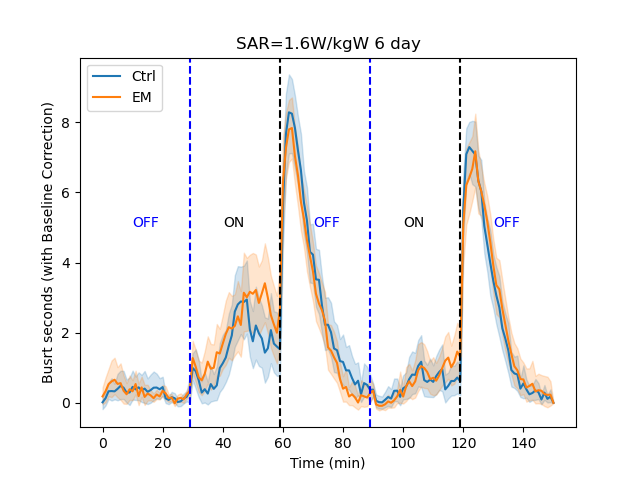 SAR=1.6W/kgW 6 day
Ctrl
EM
Busrt seconds (with Baseline Correction)
8
6
4
2
0
OFF
ON
OFF
ON
OFF
0
20
40
60
80
100
120
140
Time (min)